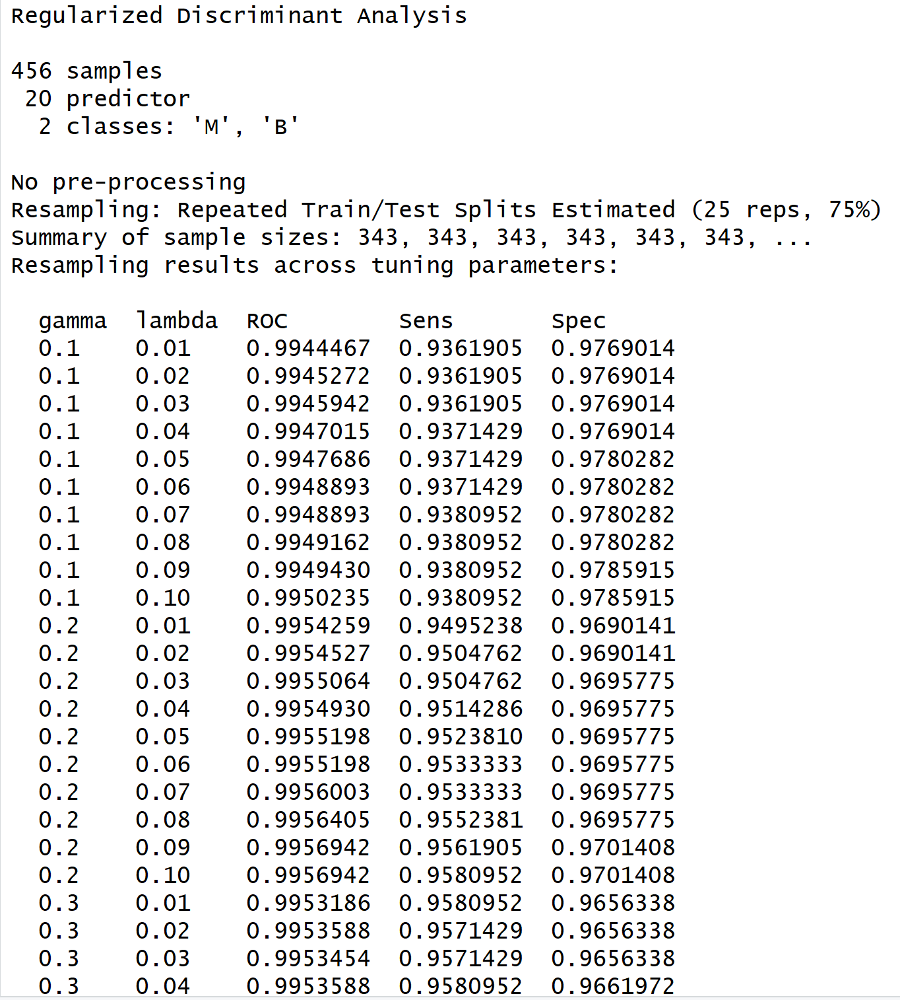 Regularized Discriminant Analysis
456 samples
20 predictor
2 classes: 'M', 'B'
No pre-processing
Resampling: Repeated Train/Test Splits Estimated (25 reps, 75%)
Summary of sample sizes: 343, 343, 343, 343, 343, 343, ...
Resampling results across tuning parameters:
gamma lambda ROC Sens Spec
0.1 0.01 0.9944467 0.9361905 0.9769014
0.1 0.02 0.9945272 0.9361905 0.9769014
0.1 0.03 0.9945942 0.9361905 0.9769014
0.1 0.04 0.9947015 0.9371429 0.9769014
0.1 0.05 0.9947686 0.9371429 0.9780282
0.1 0.06 0.9948893 0.9371429 0.9780282
0.1 0.07 0.9948893 0.9380952 0.9780282
0.1 0.08 0.9949162 0.9380952 0.9780282
0.1 0.09 0.9949430 0.9380952 0.9785915
0.1 0.10 0.9950235 0.9380952 0.9785915
0.2 0.01 0.9954259 0.9495238 0.9690141
0.2 0.02 0.9954527 0.9504762 0.9690141
0.2 0.03 0.9955064 0.9504762 0.9695775
0.2 0.04 0.9954930 0.9514286 0.9695775
0.2 0.05 0.9955198 0.9523810 0.9695775
0.2 0.06 0.9955198 0.9533333 0.9695775
0.2 0.07 0.9956003 0.9533333 0.9695775
0.2 0.08 0.9956405 0.9552381 0.9695775
0.2 0.09 0.9956942 0.9561905 0.9701408
0.2 0.10 0.9956942 0.9580952 0.9701408
0.3 0.01 0.9953186 0.9580952 0.9656338
0.3 0.02 0.9953588 0.9571429 0.9656338
0.3 0.03 0.9953454 0.9571429 0.9656338
0.3 0.04 0.9953588 0.9580952 0.9661972